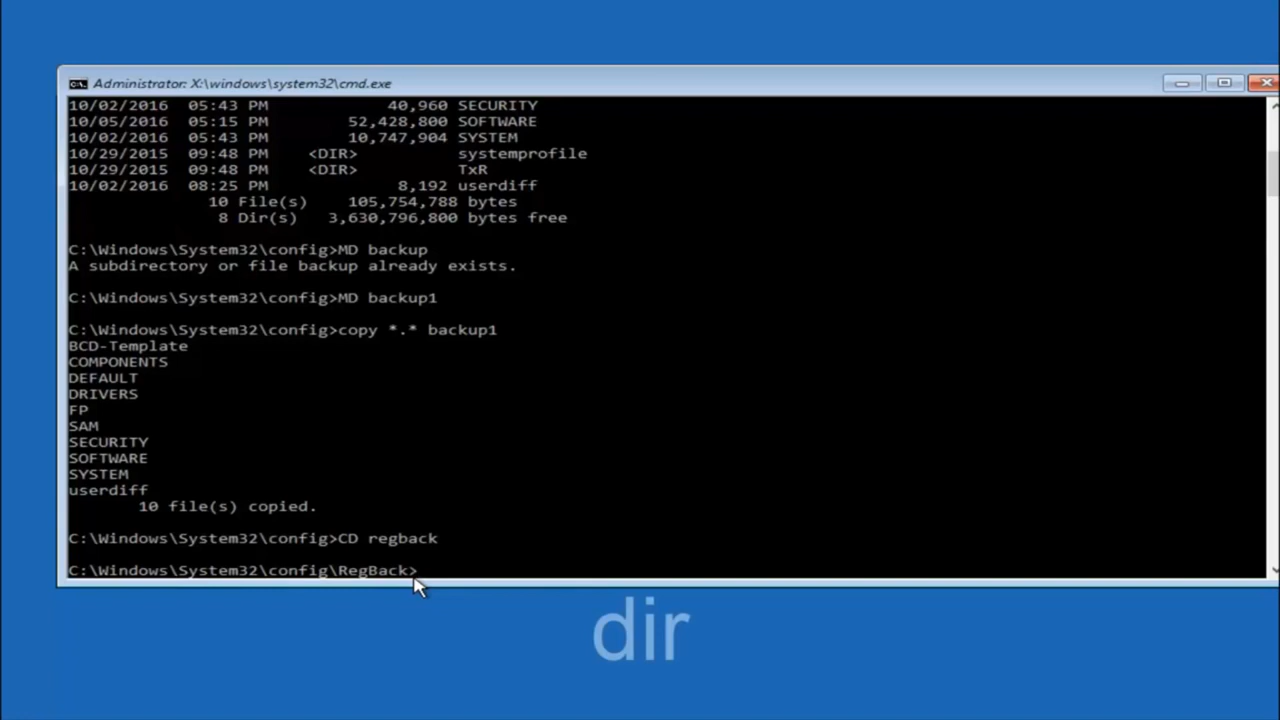 Administrator: X:\windows\system32\cmd.exe
10/02/2016  05:43 PM            40,960 SECURITY
10/05/2016  05:15 PM        52,428,800 SOFTWARE
10/02/2016  05:43 PM        10,747,904 SYSTEM
10/29/2015  09:48 PM    <DIR>          systemprofile
10/29/2015  09:48 PM    <DIR>          TxR
10/02/2016  08:25 PM             8,192 userdiff
10 File(s)    105,754,788 bytes
8 Dir(s)  3,630,796,800 bytes free
C:\Windows\System32\config>MD backup
A subdirectory or file backup already exists.
C:\Windows\System32\config>MD backup1
C:\Windows\System32\config>copy *.* backup1
BCD-Template
COMPONENTS
DEFAULT
DRIVERS
FP
SAM
SECURITY
SOFTWARE
SYSTEM
userdiff
10 file(s) copied.
C:\Windows\System32\config>CD regback
C:\Windows\System32\config\RegBack>
dir